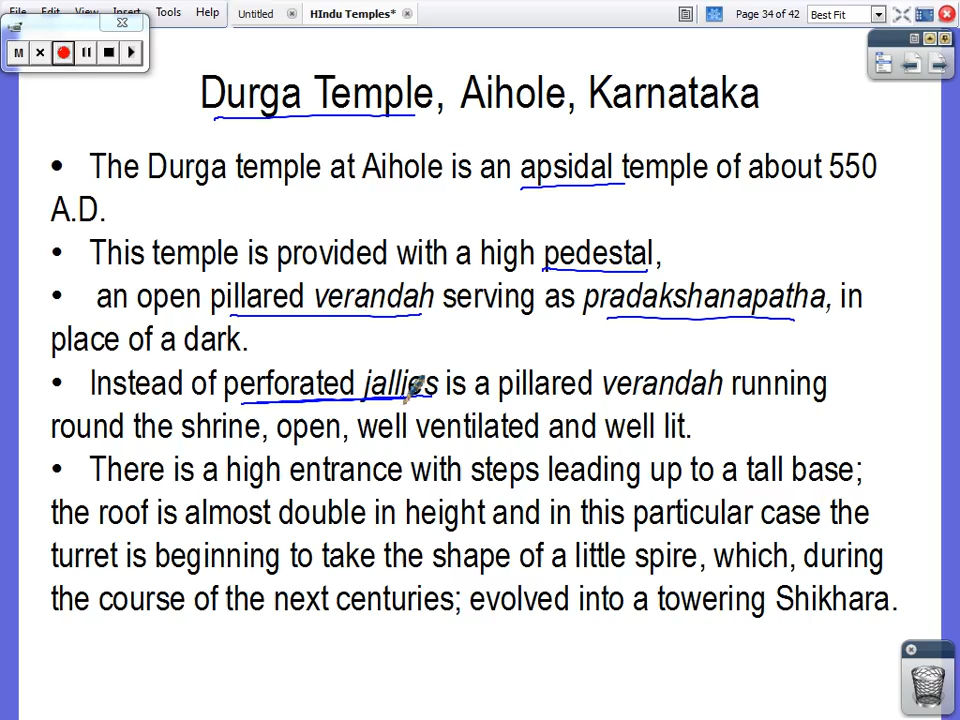 File Edit View Insert Tools Help
Untitled
HIndu Temples*
Page 34 of 42
Best Fit
M
Durga Temple, Aihole, Karnataka
• The Durga temple at Aihole is an apsidal temple of about 550
A.D.
• This temple is provided with a high pedestal,
• an open pillared verandah serving as pradakshanapatha, in
place of a dark.
• Instead of perforated jallies is a pillared verandah running
round the shrine, open, well ventilated and well lit.
• There is a high entrance with steps leading up to a tall base;
the roof is almost double in height and in this particular case the
turret is beginning to take the shape of a little spire, which, during
the course of the next centuries; evolved into a towering Shikhara.